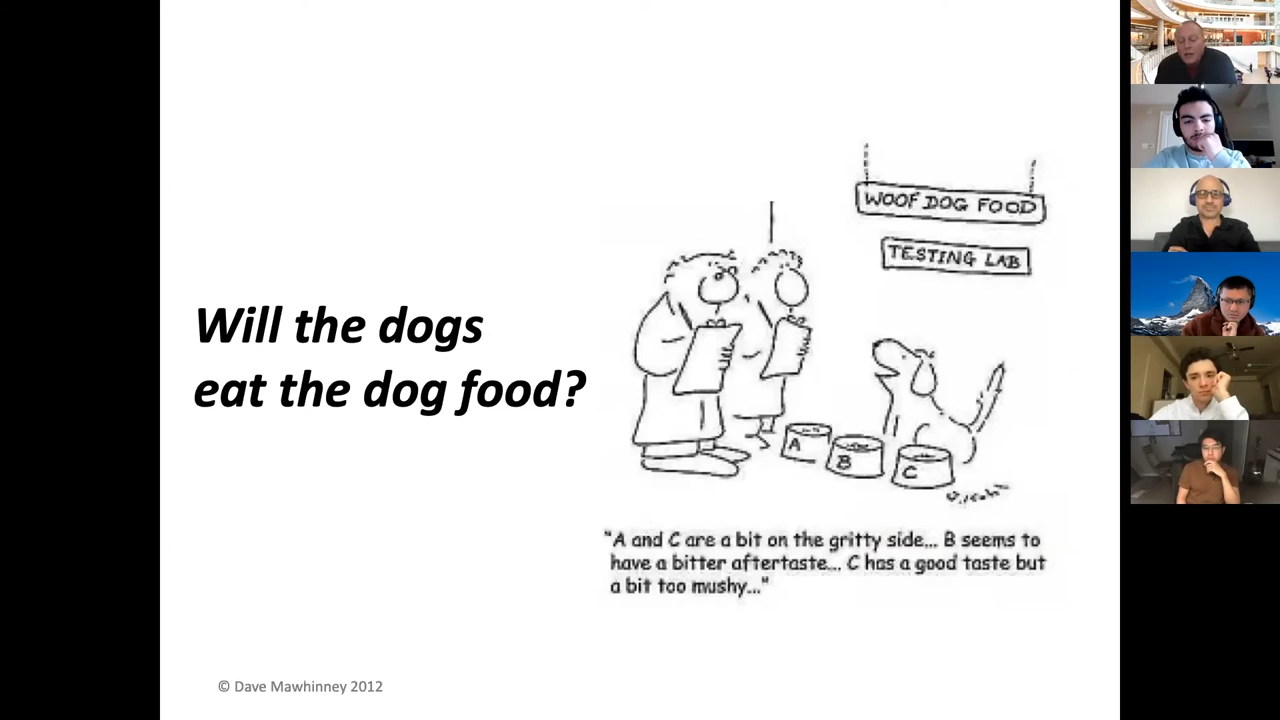 Will the dogs
eat the dog food?
WOOF DOG FOOD
TESTING LAB
A
B
C
"A and C are a bit on the gritty side... B seems to
have a bitter aftertaste... C has a good taste but
a bit too mushy..."
© Dave Mawhinney 2012